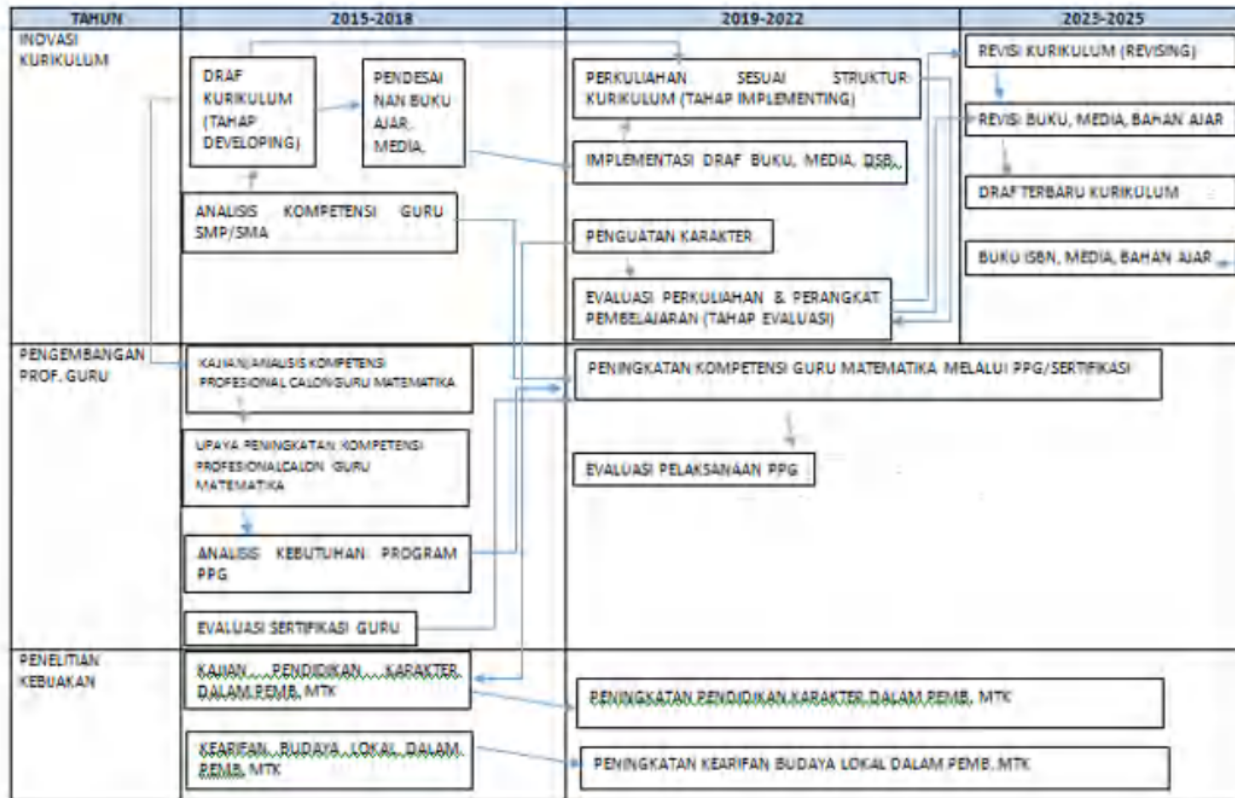 TAHUN
2015-2018
2019-2022
2023-2025
INOVASI
KURIKULUM
DRAF
KURIKULUM
(TAHAP
DEVELOPING)
PENDESAI
NAN BUKU
AJAR,
MEDIA,
ANALISIS KOMPETENSI GURU
SMP/SMA
PERKULIAHAN SESUAI STRUKTUR
KURIKULUM (TAHAP IMPLEMENTING)
IMPLEMENTASI DRAF BUKU, MEDIA, DSB,
PENGUATAN KARAKTER
EVALUASI PERKULIAHAN & PERANGKAT
PEMBELAJARAN (TAHAP EVALUASI)
REVISI KURIKULUM (REVISING)
REVISI BUKU, MEDIA, BAHAN AJAR
DRAF TERBARU KURIKULUM
BUKU ISBN, MEDIA, BAHAN AJAR
PENGEMBANGAN
PROF. GURU
KAJIAN/ANALISIS KOMPETENSI
PROFESIONAL CALON GURU MATEMATIKA
UPAYA PENINGKATAN KOMPETENSI
PROFESIONALCALON GURU
MATEMATIKA
ANALISIS KEBUTUHAN PROGRAM
PPG
EVALUASI SERTIFIKASI GURU
PENINGKATAN KOMPETENSI GURU MATEMATIKA MELALUI PPG/SERTIFIKASI
EVALUASI PELAKSANAAN PPG
PENELITIAN
KEBIJAKAN
KAJIAN PENDIDIKAN KARAKTER
DALAM PEMB. MTK
KEARIFAN BUDAYA LOKAL DALAM
PEMB. MTK
PENINGKATAN PENDIDIKAN KARAKTER DALAM PEMB. MTK
PENINGKATAN KEARIFAN BUDAYA LOKAL DALAM PEMB. MTK